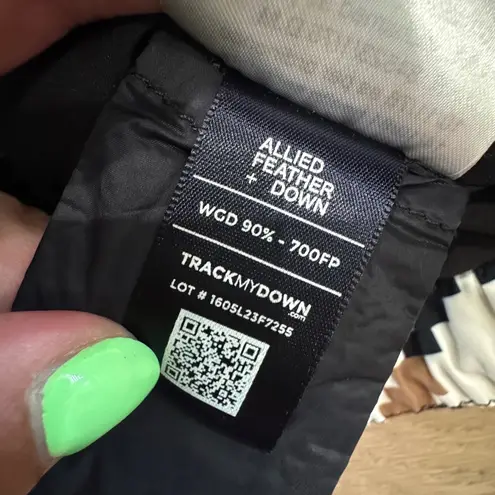 ALLIED
FEATHER
+ DOWN
WGD 90% - 700FP
TRACKMYDOWN
.com
LOT # 1605L23F7255